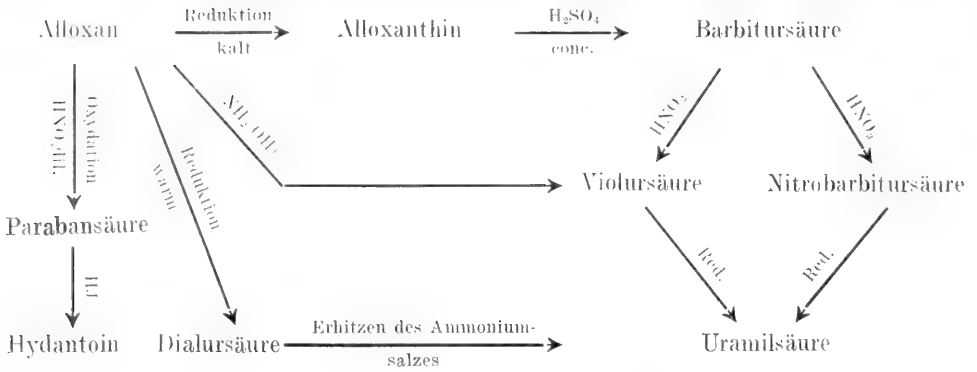 Alloxan Reduktion kalt Alloxanthin H₂SO₄ conc. Barbitursäure
Oxydation HNO₃ dil. Reduktion warm NH₂OH HNO₂ HNO₃
Violursäure Nitrobarbitursäure
Parabansäure
HJ Red. Red.
Erhitzen des Ammonium-
Hydantoin Dialursäure Uramilsäure
salzes